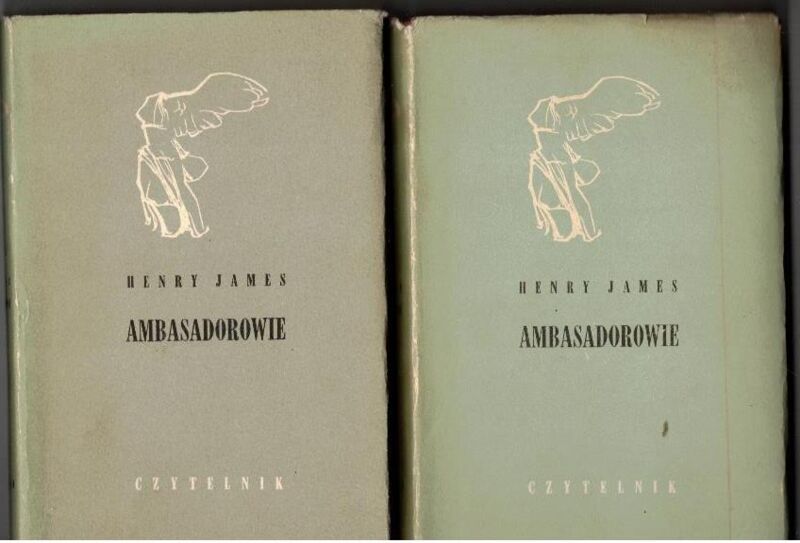 HENRY JAMES
AMBASADOROWIE
CZYTELNIK
HENRY JAMES
AMBASADOROWiE
CZYTELNIK